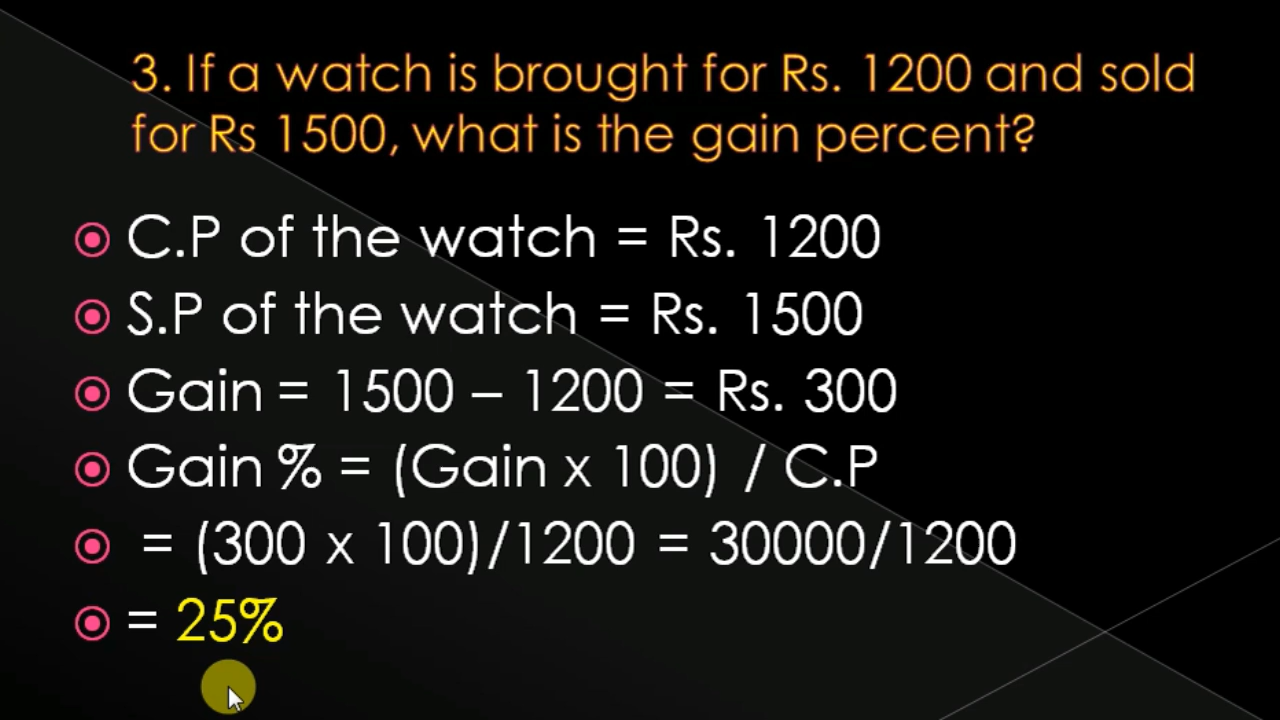 3. If a watch is brought for Rs. 1200 and sold
for Rs 1500, what is the gain percent?
C.P of the watch = Rs. 1200
S.P of the watch = Rs. 1500
Gain = 1500 – 1200 = Rs. 300
Gain % = (Gain x 100) / C.P
= (300 x 100)/1200 = 30000/1200
= 25%